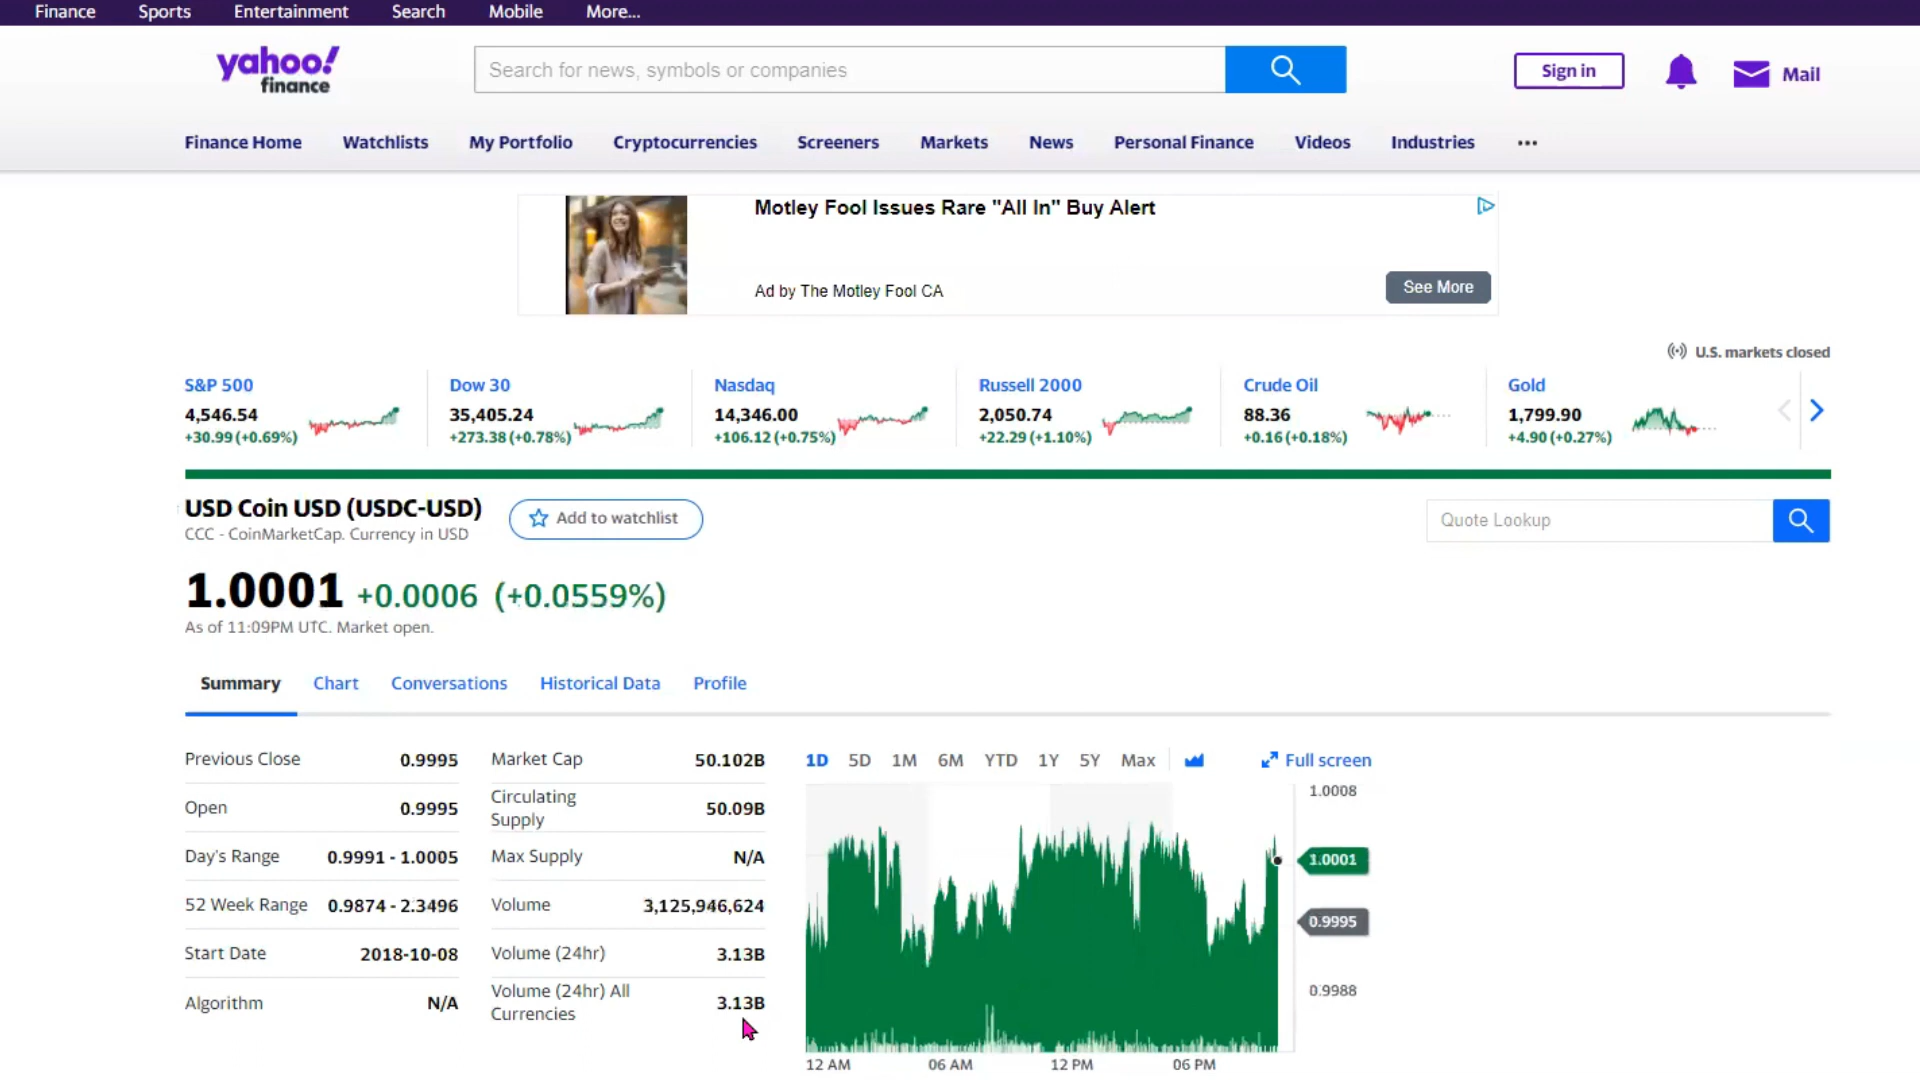 Finance Sports Entertainment Search Mobile More...
yahoo!
finance
Search for news, symbols or companies
Sign in
Mail
Finance Home Watchlists My Portfolio Cryptocurrencies Screeners Markets News Personal Finance Videos Industries ...
Motley Fool Issues Rare "All In" Buy Alert
Ad by The Motley Fool CA
See More
U.S. markets closed
S&P 500
4,546.54
+30.99 (+0.69%)
Dow 30
35,405.24
+273.38 (+0.78%)
Nasdaq
14,346.00
+106.12 (+0.75%)
Russell 2000
2,050.74
+22.29 (+1.10%)
Crude Oil
88.36
+0.16 (+0.18%)
Gold
1,799.90
+4.90 (+0.27%)
USD Coin USD (USDC-USD)
CCC - CoinMarketCap. Currency in USD
Add to watchlist
Quote Lookup
1.0001 +0.0006 (+0.0559%)
As of 11:09PM UTC. Market open.
Summary Chart Conversations Historical Data Profile
Previous Close 0.9995
Open 0.9995
Day's Range 0.9991 - 1.0005
52 Week Range 0.9874 - 2.3496
Start Date 2018-10-08
Algorithm N/A
Market Cap 50.102B
Circulating
Supply 50.09B
Max Supply N/A
Volume 3,125,946,624
Volume (24hr) 3.13B
Volume (24hr) All
Currencies 3.13B
1D 5D 1M 6M YTD 1Y 5Y Max
Full screen
1.0008
1.0001
0.9995
0.9988
12 AM 06 AM 12 PM 06 PM